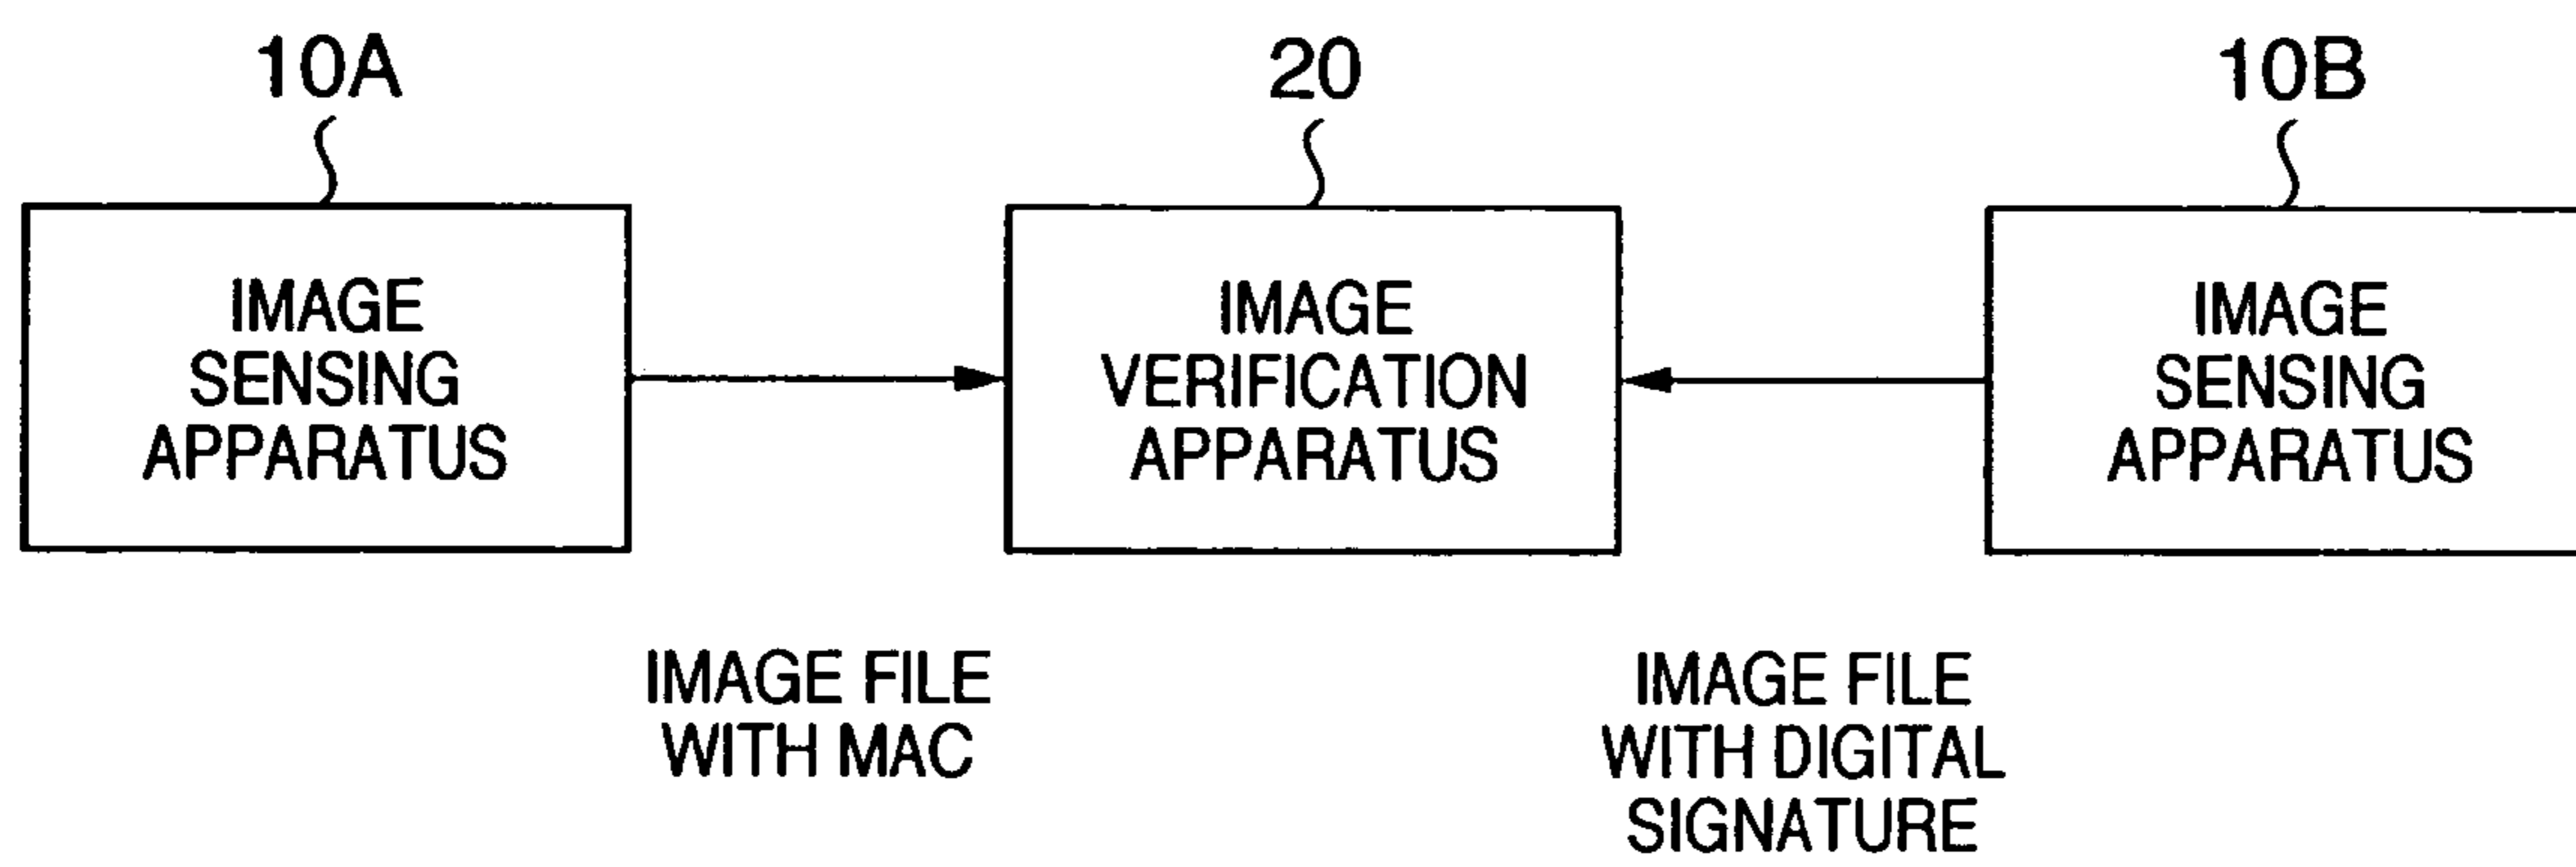 10A
20
10B
IMAGE
SENSING
APPARATUS
IMAGE
VERIFICATION
APPARATUS
IMAGE
SENSING
APPARATUS
IMAGE FILE
WITH MAC
IMAGE FILE
WITH DIGITAL
SIGNATURE